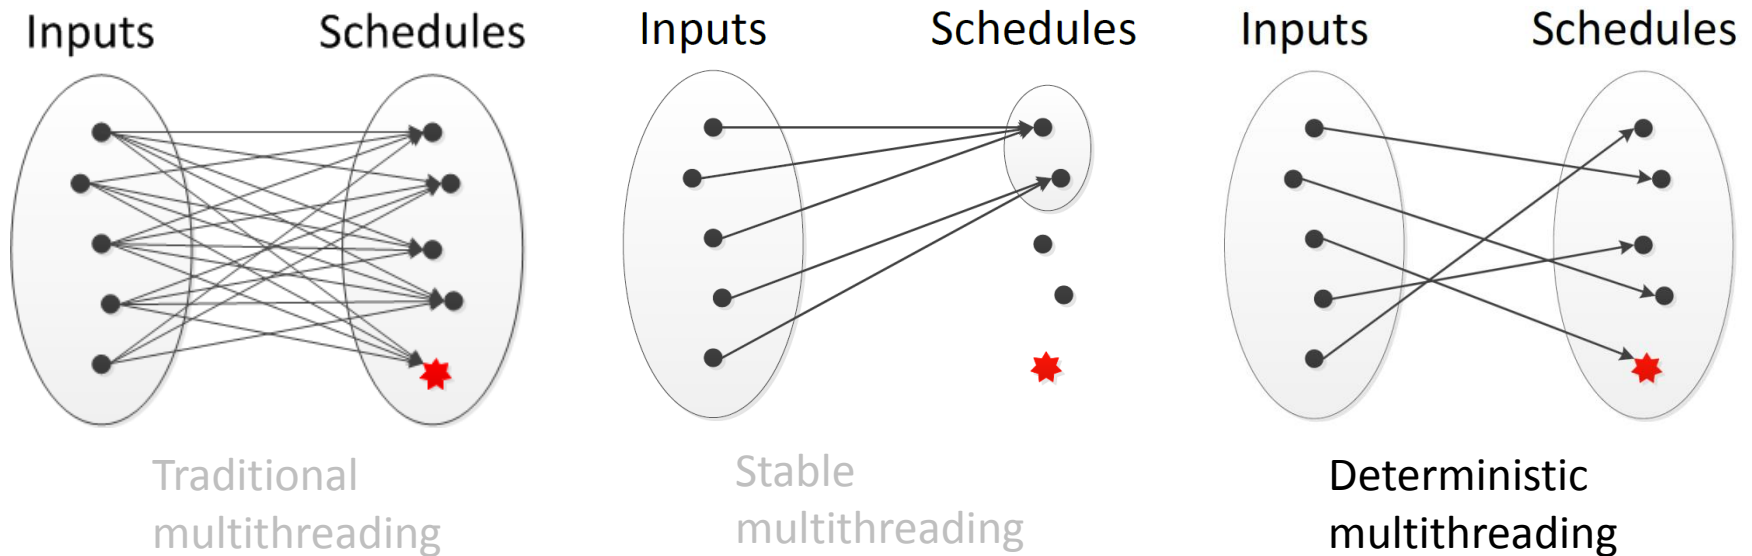 Inputs Schedules
Inputs Schedules
Inputs Schedules
Traditional
multithreading
Stable
multithreading
Deterministic
multithreading